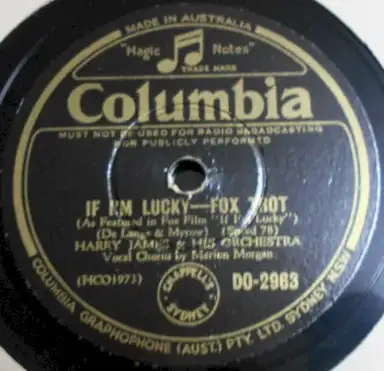 MADE IN AUSTRALIA
"Magic Notes"
TRADE MARK
Columbia
MUST NOT BE USED FOR RADIO BROADCASTING
OR PUBLICLY PERFORMED
IF I'M LUCKY—FOX TROT
(As Featured in Fox Film "If I'm Lucky")
(De Lange & Myrow) (Speed 78)
HARRY JAMES & HIS ORCHESTRA
Vocal Chorus by Marion Morgan
(HCO1973)
CHAPPELL'S
SYDNEY
DO-2963
COLUMBIA GRAPHOPHONE (AUST.) PTY. LTD. SYDNEY, NSW